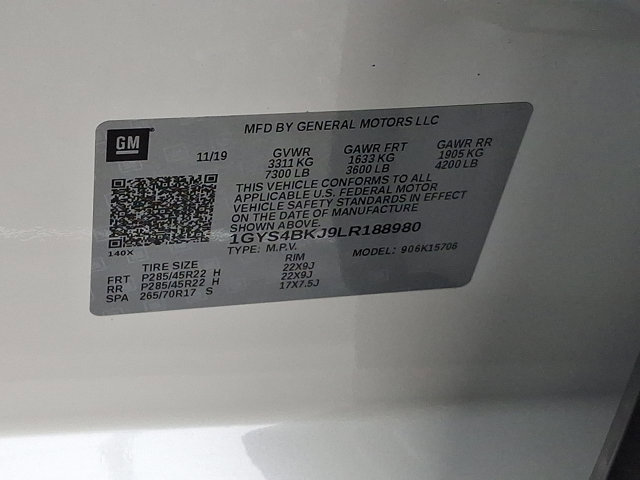 GM
MFD BY GENERAL MOTORS LLC
11/19 GVWR GAWR FRT GAWR RR
3311 KG 1633 KG 1905 KG
7300 LB 3600 LB 4200 LB
THIS VEHICLE CONFORMS TO ALL
APPLICABLE U.S. FEDERAL MOTOR
VEHICLE SAFETY STANDARDS IN EFFECT
ON THE DATE OF MANUFACTURE
SHOWN ABOVE.
1GYS4BKJ9LR188980
140X TYPE: M.P.V. MODEL: 906K15706
TIRE SIZE RIM
FRT P285/45R22 H 22X9J
RR P285/45R22 H 22X9J
SPA 265/70R17 S 17X7.5J